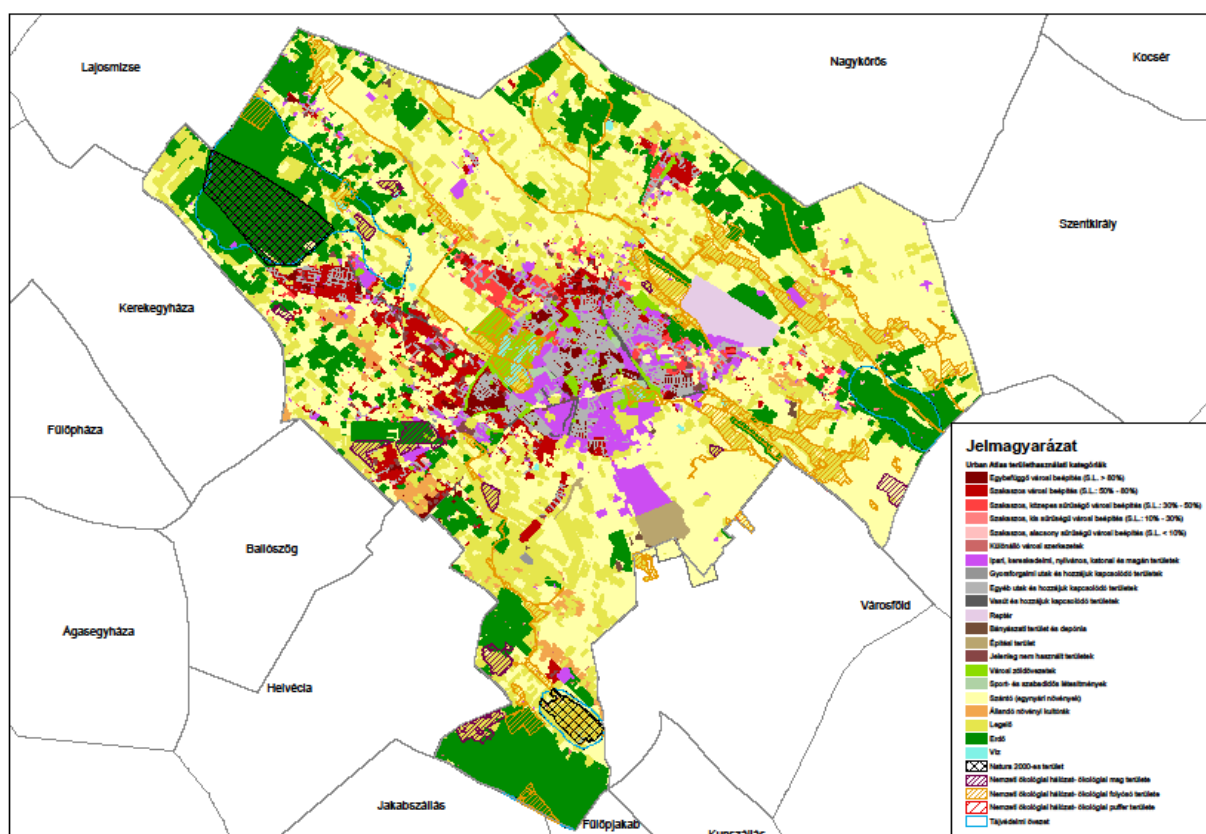 Lajosmizse
Nagykőrös
Kocsér
Szentkirály
Kerekegyháza
Fülöpháza
Ballószög
Ágasegyháza
Helvécia
Városföld
Jakabszállás
Fülöpjakab
Kunszállás
Jelmagyarázat
Urban Atlas területhasználati kategóriák
Egybefüggő városi beépítés (S.L. > 80%)
Szakaszos városi beépítés (S.L.: 50% - 80%)
Szakaszos, közepes sűrűségű városi beépítés (S.L.: 30% - 50%)
Szakaszos, kis sűrűségű városi beépítés (S.L.: 10% - 30%)
Szakaszos, alacsony sűrűségű városi beépítés (S.L. < 10%)
Különálló városi szerkezetek
Ipari, kereskedelmi, nyilvános, katonai és magán területek
Gyorsforgalmi utak és hozzájuk kapcsolódó területek
Egyéb utak és hozzájuk kapcsolódó területek
Vasút és hozzájuk kapcsolódó területek
Reptér
Bányászati terület és depónia
Építési terület
Jelenleg nem használt területek
Városi zöldövezetek
Sport- és szabadidős létesítmények
Szántó (egynyári növények)
Állandó növényi kultúrák
Legelő
Erdő
Víz
Natura 2000-es terület
Nemzeti ökológiai hálózat- ökológiai mag területe
Nemzeti ökológiai hálózat- ökológiai folyosó területe
Nemzeti ökológiai hálózat- ökológiai puffer területe
Tájvédelmi övezet